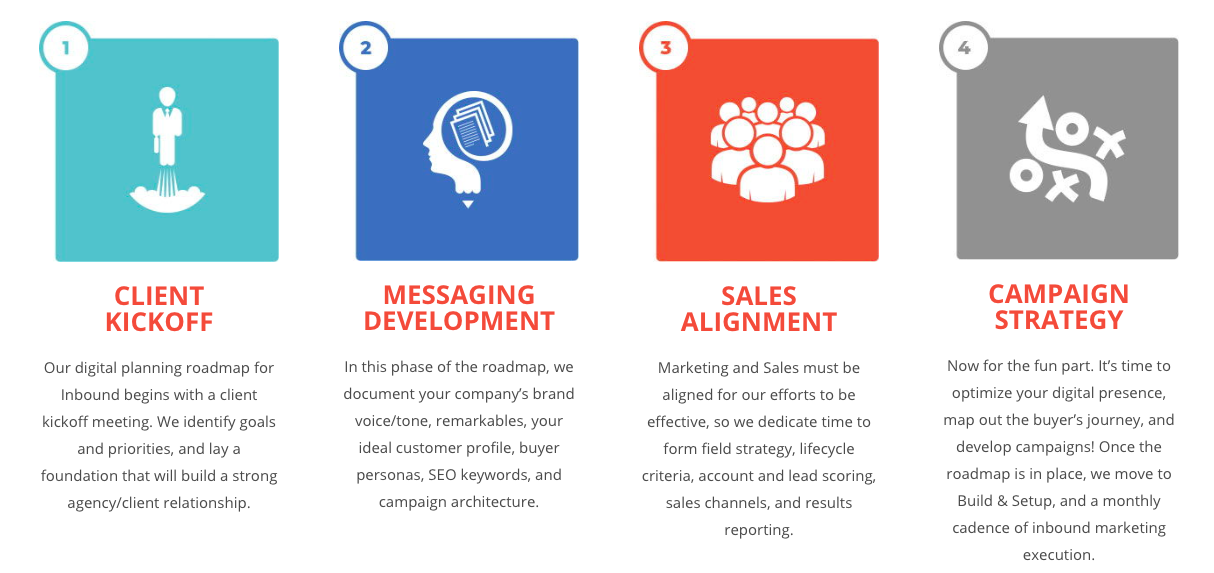 1
CLIENT
KICKOFF
Our digital planning roadmap for
Inbound begins with a client
kickoff meeting. We identify goals
and priorities, and lay a
foundation that will build a strong
agency/client relationship.
2
MESSAGING
DEVELOPMENT
In this phase of the roadmap, we
document your company’s brand
voice/tone, remarkables, your
ideal customer profile, buyer
personas, SEO keywords, and
campaign architecture.
3
SALES
ALIGNMENT
Marketing and Sales must be
aligned for our efforts to be
effective, so we dedicate time to
form field strategy, lifecycle
criteria, account and lead scoring,
sales channels, and results
reporting.
4
CAMPAIGN
STRATEGY
Now for the fun part. It’s time to
optimize your digital presence,
map out the buyer’s journey, and
develop campaigns! Once the
roadmap is in place, we move to
Build & Setup, and a monthly
cadence of inbound marketing
execution.